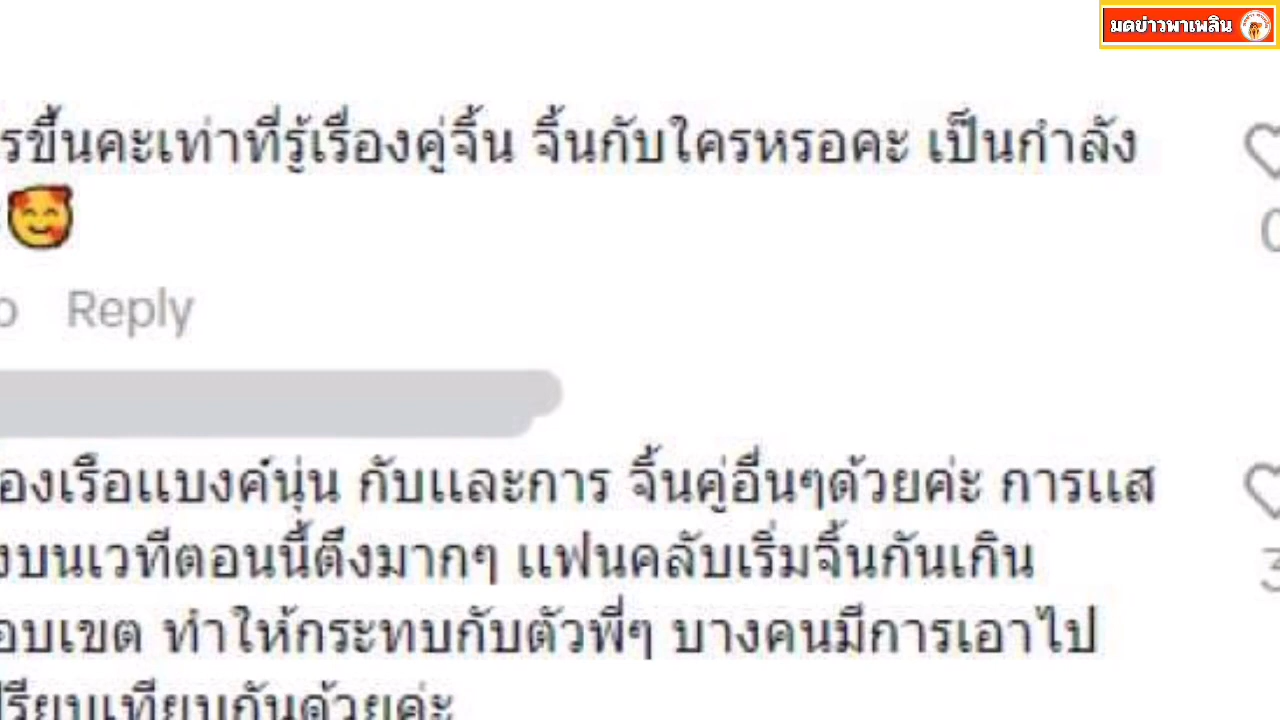 มดข่าวพาเพลิน
รขึ้นคะเท่าที่รู้เรื่องคู่จิ้น จิ้นกับใครหรอคะ เป็นกำลัง
🥰
o Reply
0
องเรือแบงค์นุ่น กับและการ จิ้นคู่อื่นๆด้วยค่ะ การแส
งบนเวทีตอนนี้ตึงมากๆ แฟนคลับเริ่มจิ้นกันเกิน
3
อบเขต ทำให้กระทบกับตัวพี่ๆ บางคนมีการเอาไป
ปรียบเทียบกันด้วยค่ะ